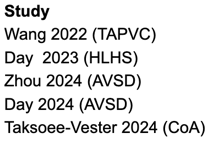 Study
Wang 2022 (TAPVC)
Day  2023 (HLHS)
Zhou 2024 (AVSD)
Day 2024 (AVSD)
Taksoee-Vester 2024 (CoA)